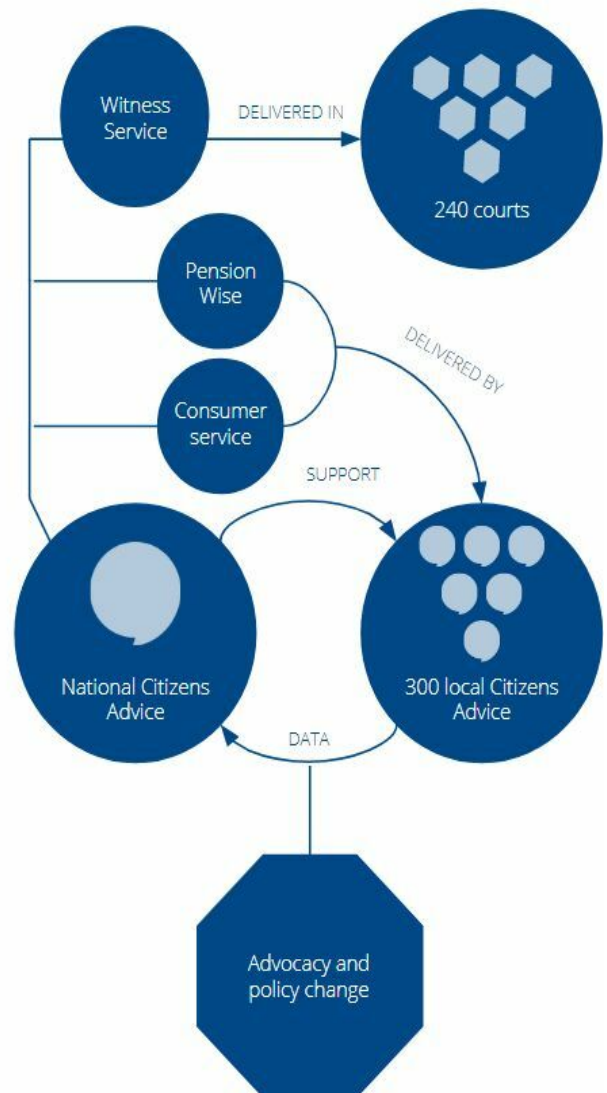 Witness
Service
DELIVERED IN
240 courts
Pension
Wise
DELIVERED BY
Consumer
service
SUPPORT
National Citizens
Advice
300 local Citizens
Advice
DATA
Advocacy and
policy change